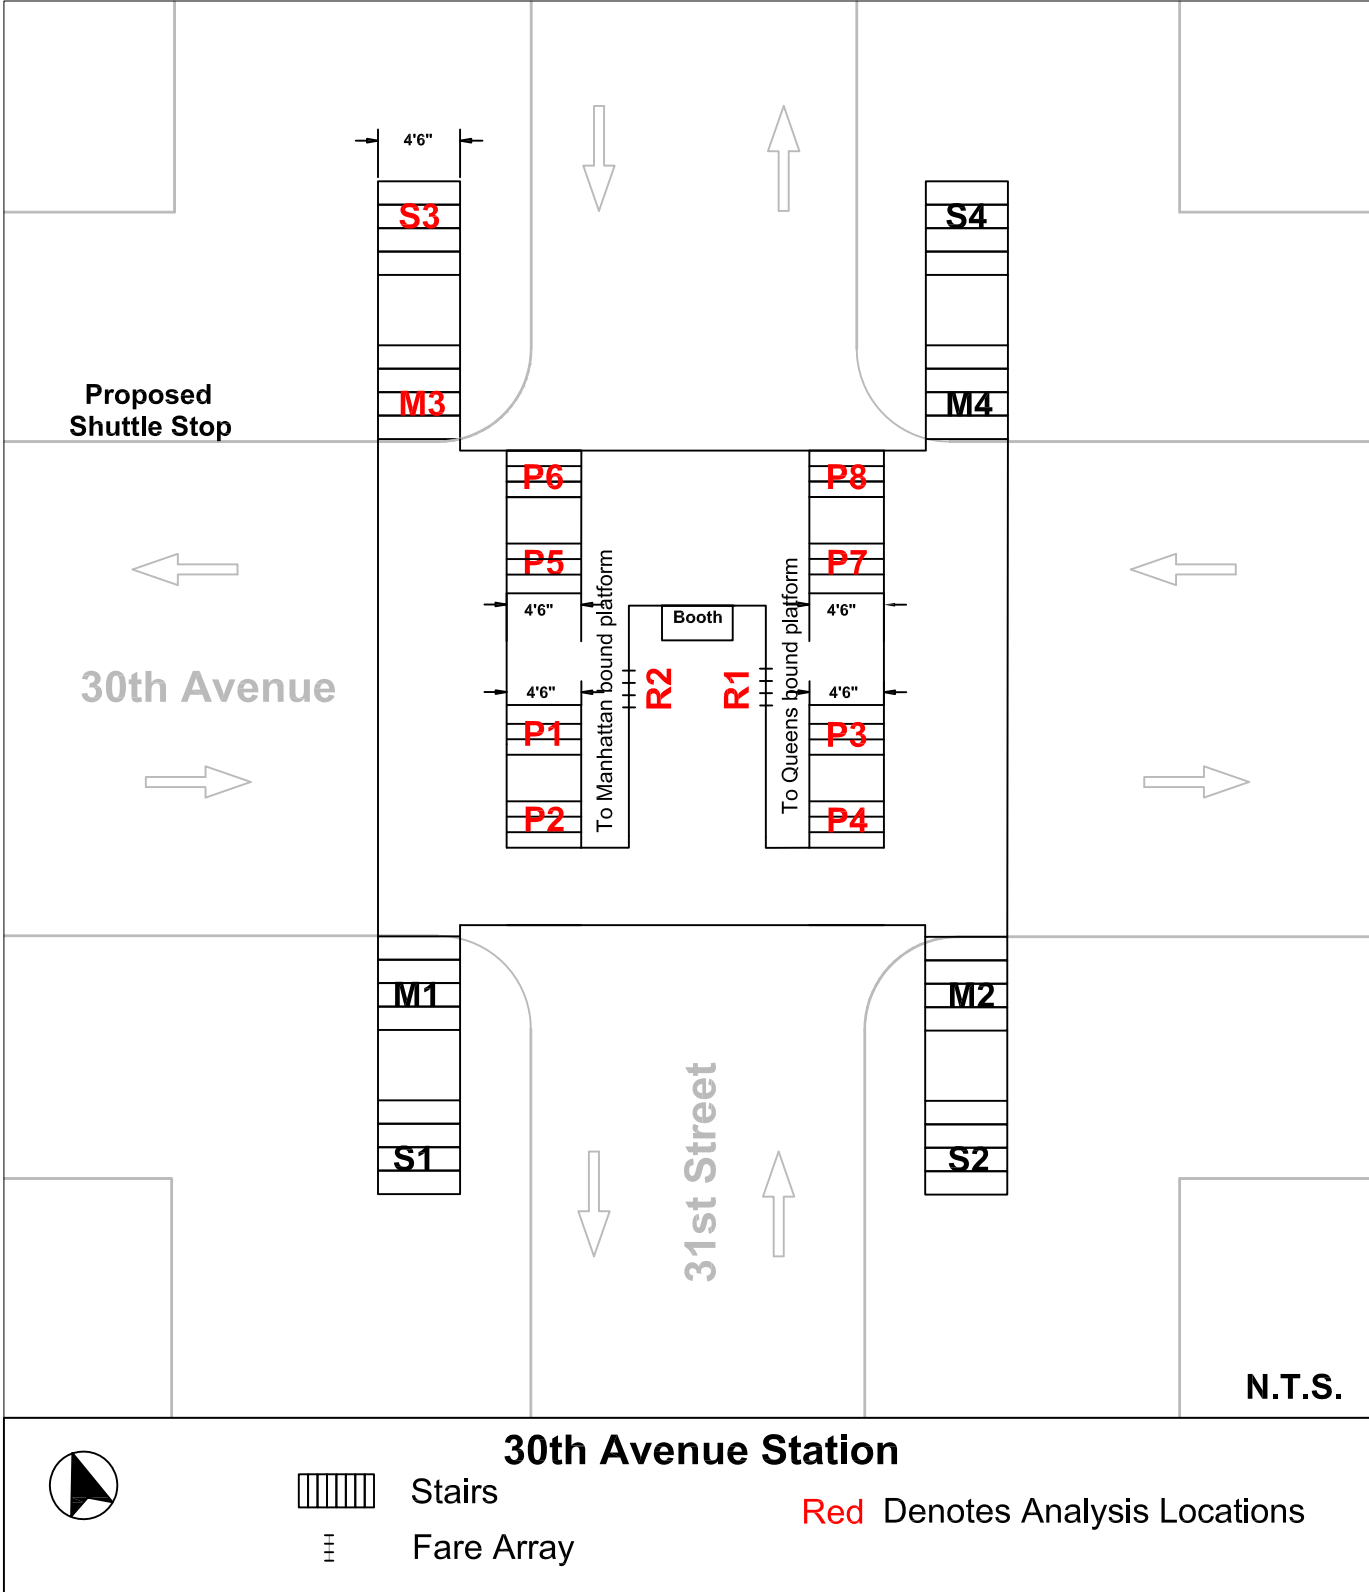 4'6"
S3
S4
Proposed
Shuttle Stop
M3
M4
P6
P8
P5
P7
4'6"
Booth
4'6"
To Manhattan bound platform
To Queens bound platform
30th Avenue
R2
R1
4'6"
4'6"
P1
P3
P2
P4
M1
M2
31st Street
S1
S2
N.T.S.
30th Avenue Station
Stairs
Red Denotes Analysis Locations
Fare Array